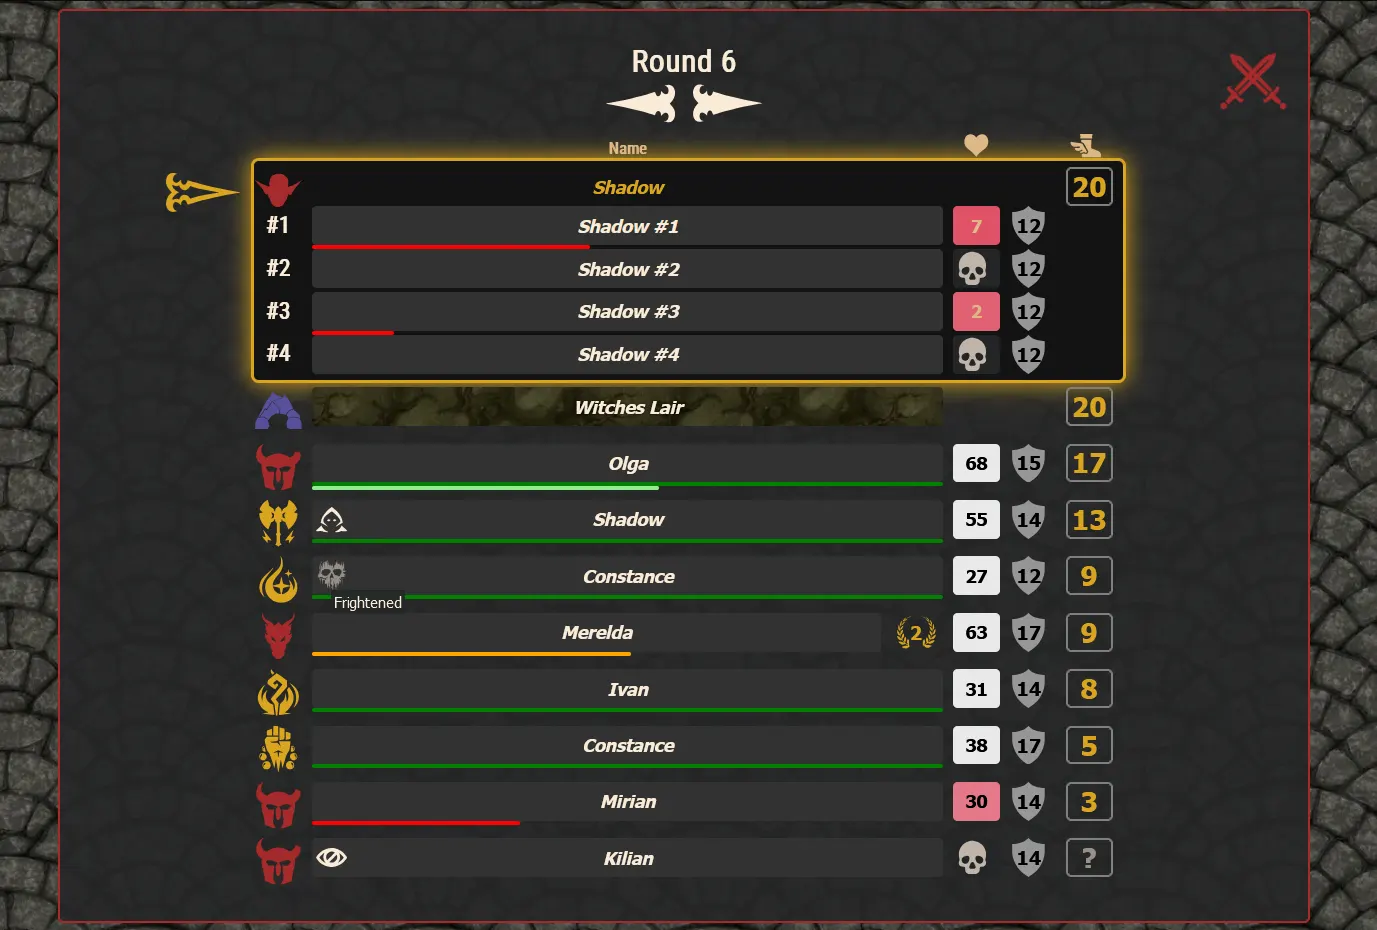 Round 6
Name
Shadow 20
#1 Shadow #1 7 12
#2 Shadow #2 12
#3 Shadow #3 2 12
#4 Shadow #4 12
Witches Lair 20
Olga 68 15 17
Shadow 55 14 13
Constance 27 12 9
Frightened
Merelda 2 63 17 9
Ivan 31 14 8
Constance 38 17 5
Mirian 30 14 3
Kilian 14 ?